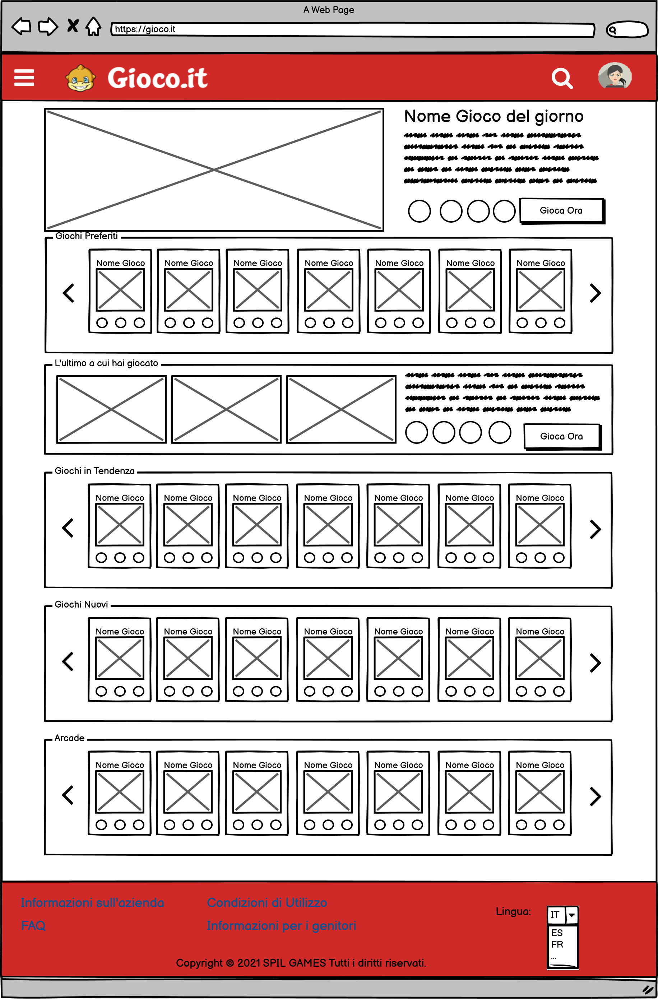 A Web Page
https://gioco.it
Gioco.it
Nome Gioco del giorno
Gioca Ora
Giochi Preferiti
Nome Gioco Nome Gioco Nome Gioco Nome Gioco Nome Gioco Nome Gioco Nome Gioco
L'ultimo a cui hai giocato
Gioca Ora
Giochi in Tendenza
Nome Gioco Nome Gioco Nome Gioco Nome Gioco Nome Gioco Nome Gioco Nome Gioco
Giochi Nuovi
Nome Gioco Nome Gioco Nome Gioco Nome Gioco Nome Gioco Nome Gioco Nome Gioco
Arcade
Nome Gioco Nome Gioco Nome Gioco Nome Gioco Nome Gioco Nome Gioco Nome Gioco
Informazioni sull'azienda Condizioni di Utilizzo
Lingua: IT
FAQ Informazioni per i genitori
ES
FR
...
Copyright © 2021 SPIL GAMES Tutti i diritti riservati.